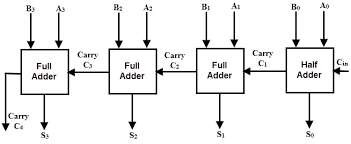 B3 A3 B2 A2 B1 A1 B0 A0
Full Adder
Carry C3
Full Adder
Carry C2
Full Adder
Carry C1
Half Adder
Cin
Carry C4
S3 S2 S1 S0